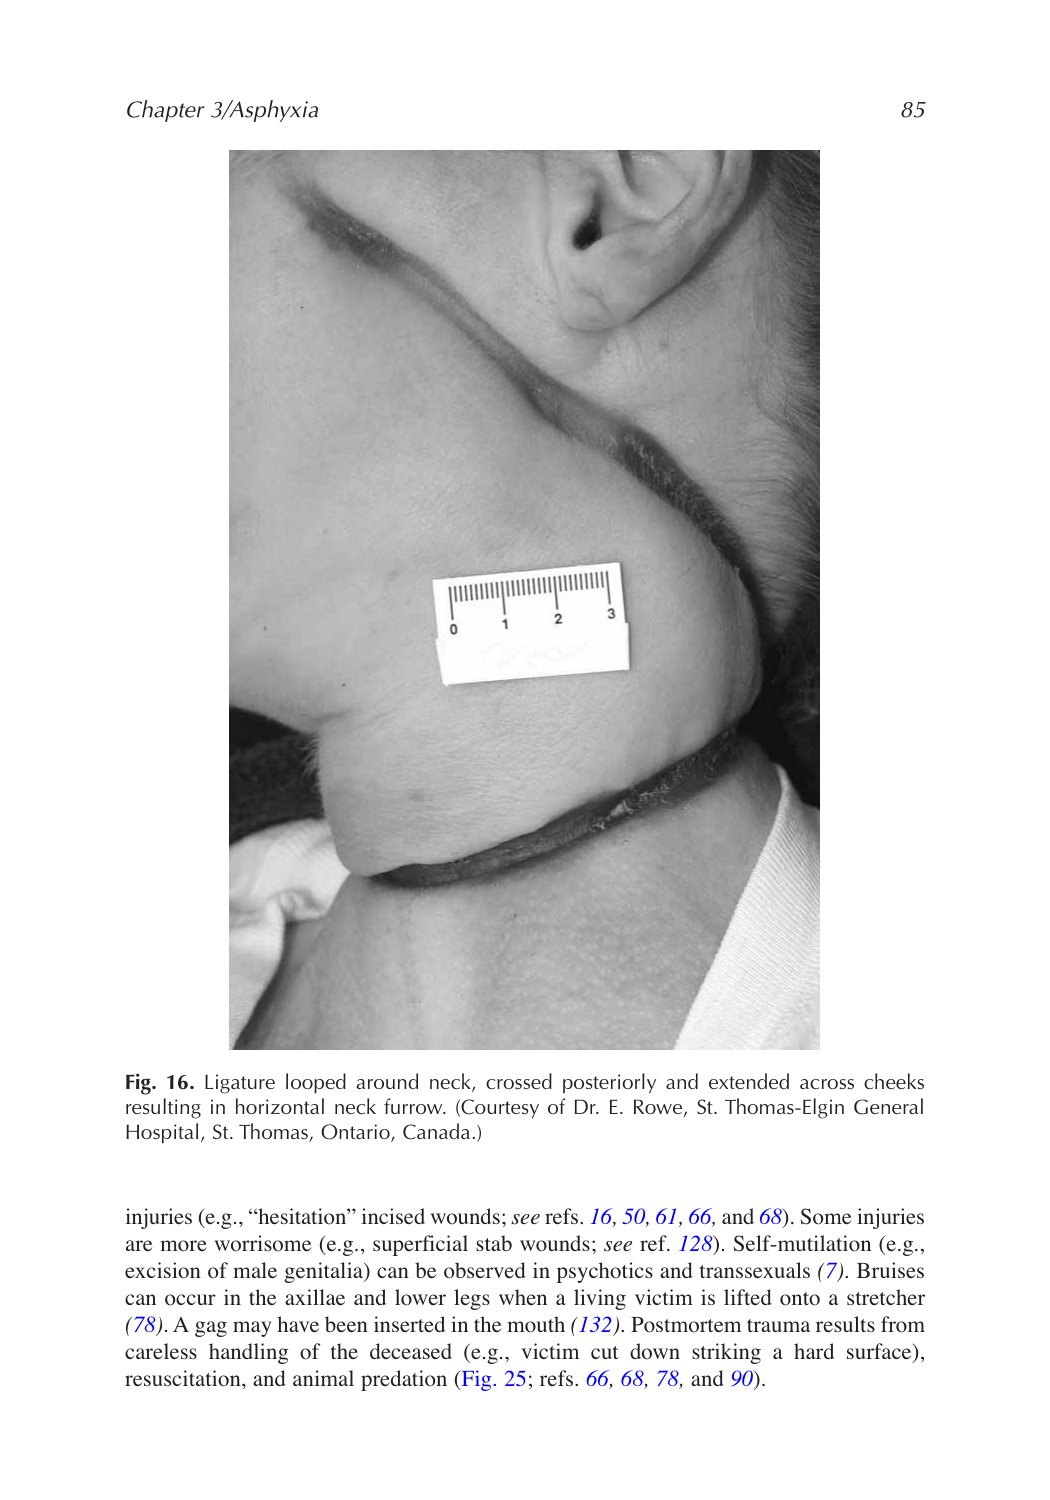 Chapter 3/Asphyxia 85
0 1 2 3
Fig. 16. Ligature looped around neck, crossed posteriorly and extended across cheeks
resulting in horizontal neck furrow. (Courtesy of Dr. E. Rowe, St. Thomas-Elgin General
Hospital, St. Thomas, Ontario, Canada.)
injuries (e.g., “hesitation” incised wounds; see refs. 16, 50, 61, 66, and 68). Some injuries
are more worrisome (e.g., superficial stab wounds; see ref. 128). Self-mutilation (e.g.,
excision of male genitalia) can be observed in psychotics and transsexuals (7). Bruises
can occur in the axillae and lower legs when a living victim is lifted onto a stretcher
(78). A gag may have been inserted in the mouth (132). Postmortem trauma results from
careless handling of the deceased (e.g., victim cut down striking a hard surface),
resuscitation, and animal predation (Fig. 25; refs. 66, 68, 78, and 90).